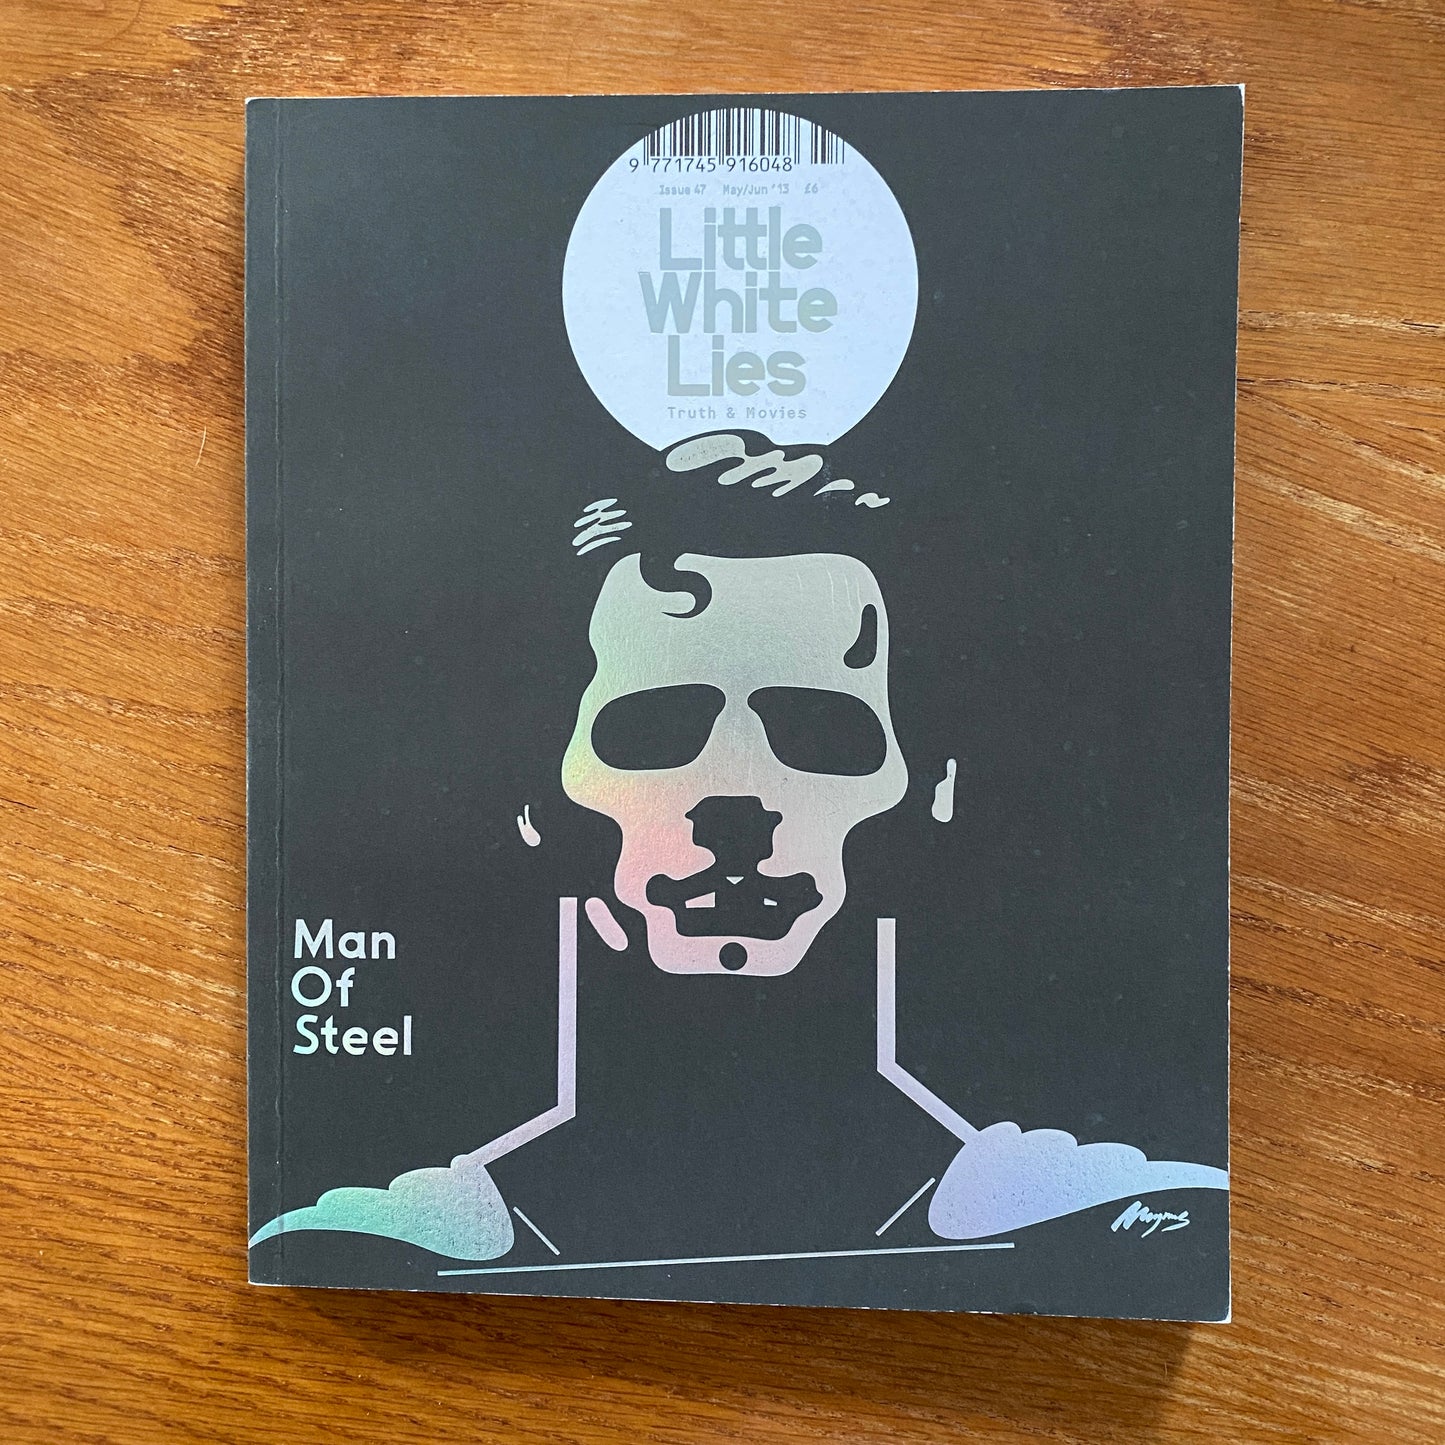 9 771745 916048
Issue 47 May/Jun '13 £6
Little
White
Lies
Truth & Movies
Man
Of
Steel